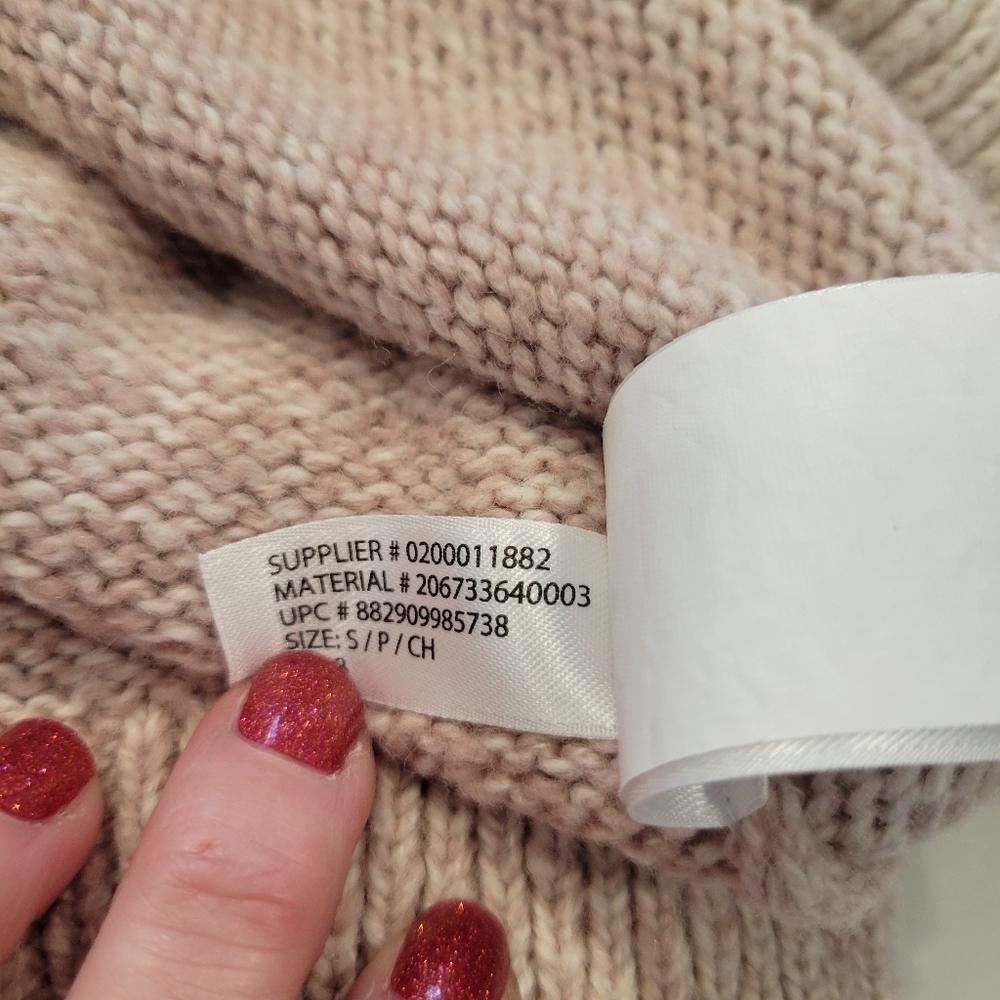 SUPPLIER # 0200011882
MATERIAL # 206733640003
UPC # 882909985738
SIZE: S / P / CH